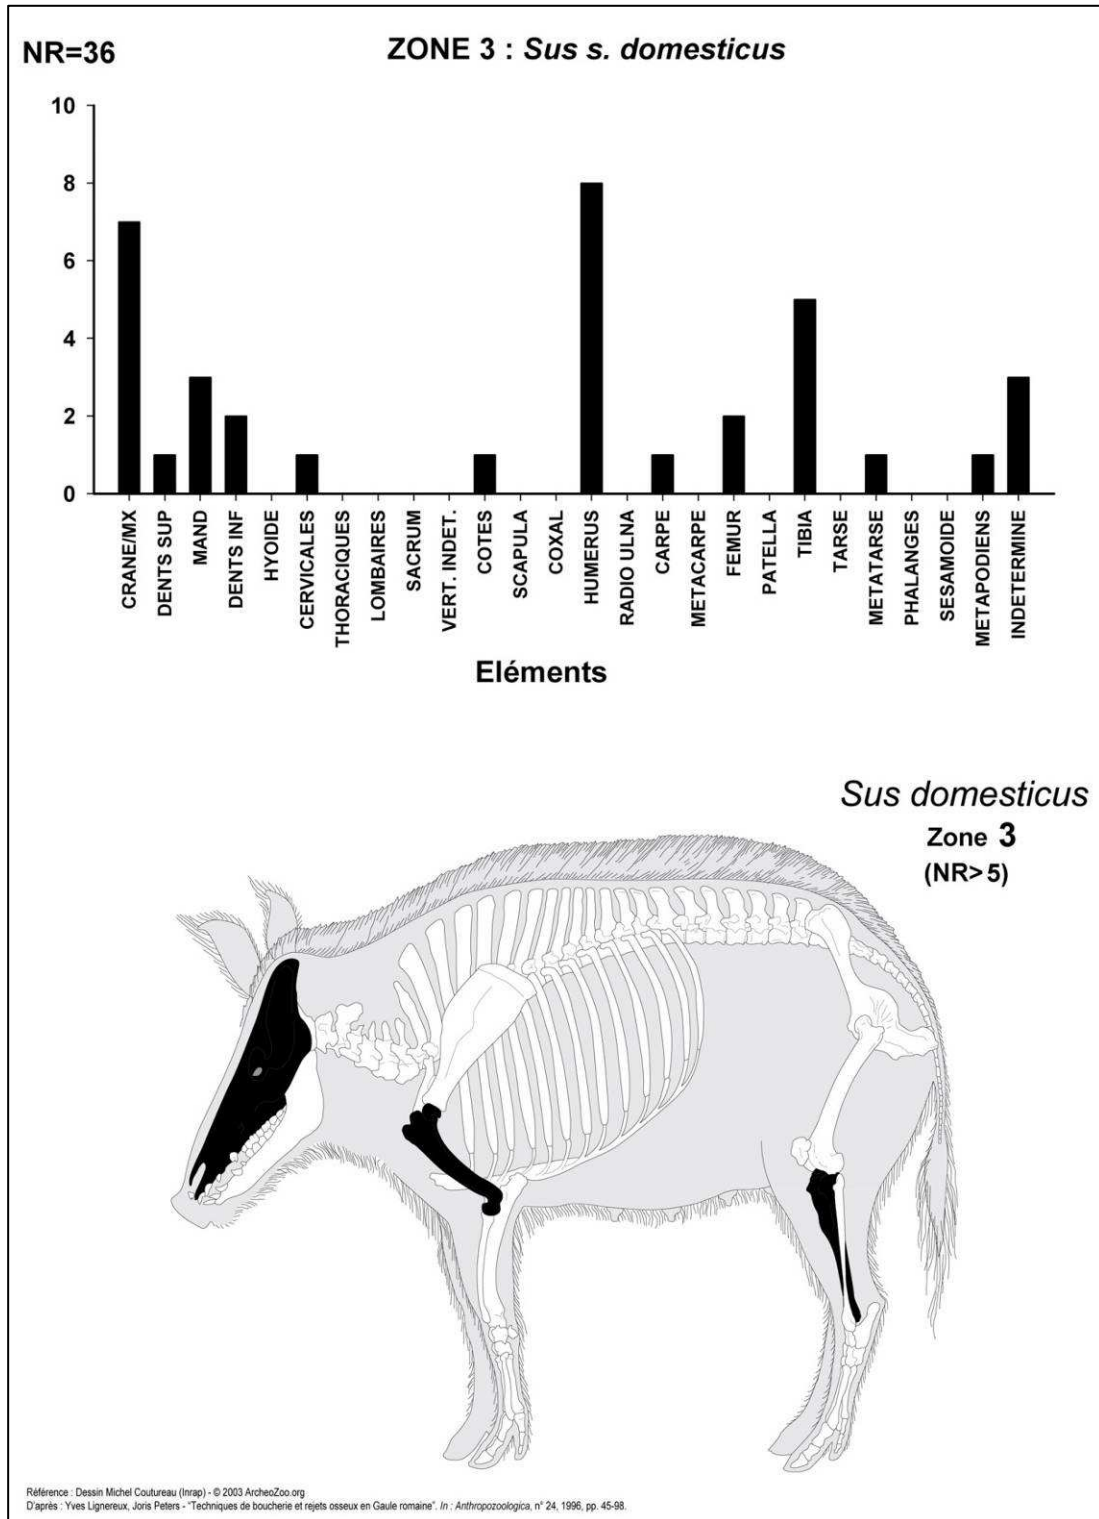 NR=36
ZONE 3 : Sus s. domesticus
10
8
6
4
2
0
CRANE/MX
DENTS SUP
MAND
DENTS INF
HYOIDE
CERVICALES
THORACIQUES
LOMBAIRES
SACRUM
VERT. INDET.
COTES
SCAPULA
COXAL
HUMERUS
RADIO ULNA
CARPE
METACARPE
FEMUR
PATELLA
TIBIA
TARSE
METATARSE
PHALANGES
SESAMOIDE
METAPODIENS
INDETERMINE
Eléments
Sus domesticus
Zone 3
(NR>5)
Référence : Dessin Michel Coutureau (Inrap) - © 2003 ArcheoZoo.org
D'après : Yves Lignereux, Joris Peters - "Techniques de boucherie et rejets osseux en Gaule romaine". In : Anthropozoologica, n° 24, 1996, pp. 45-98.